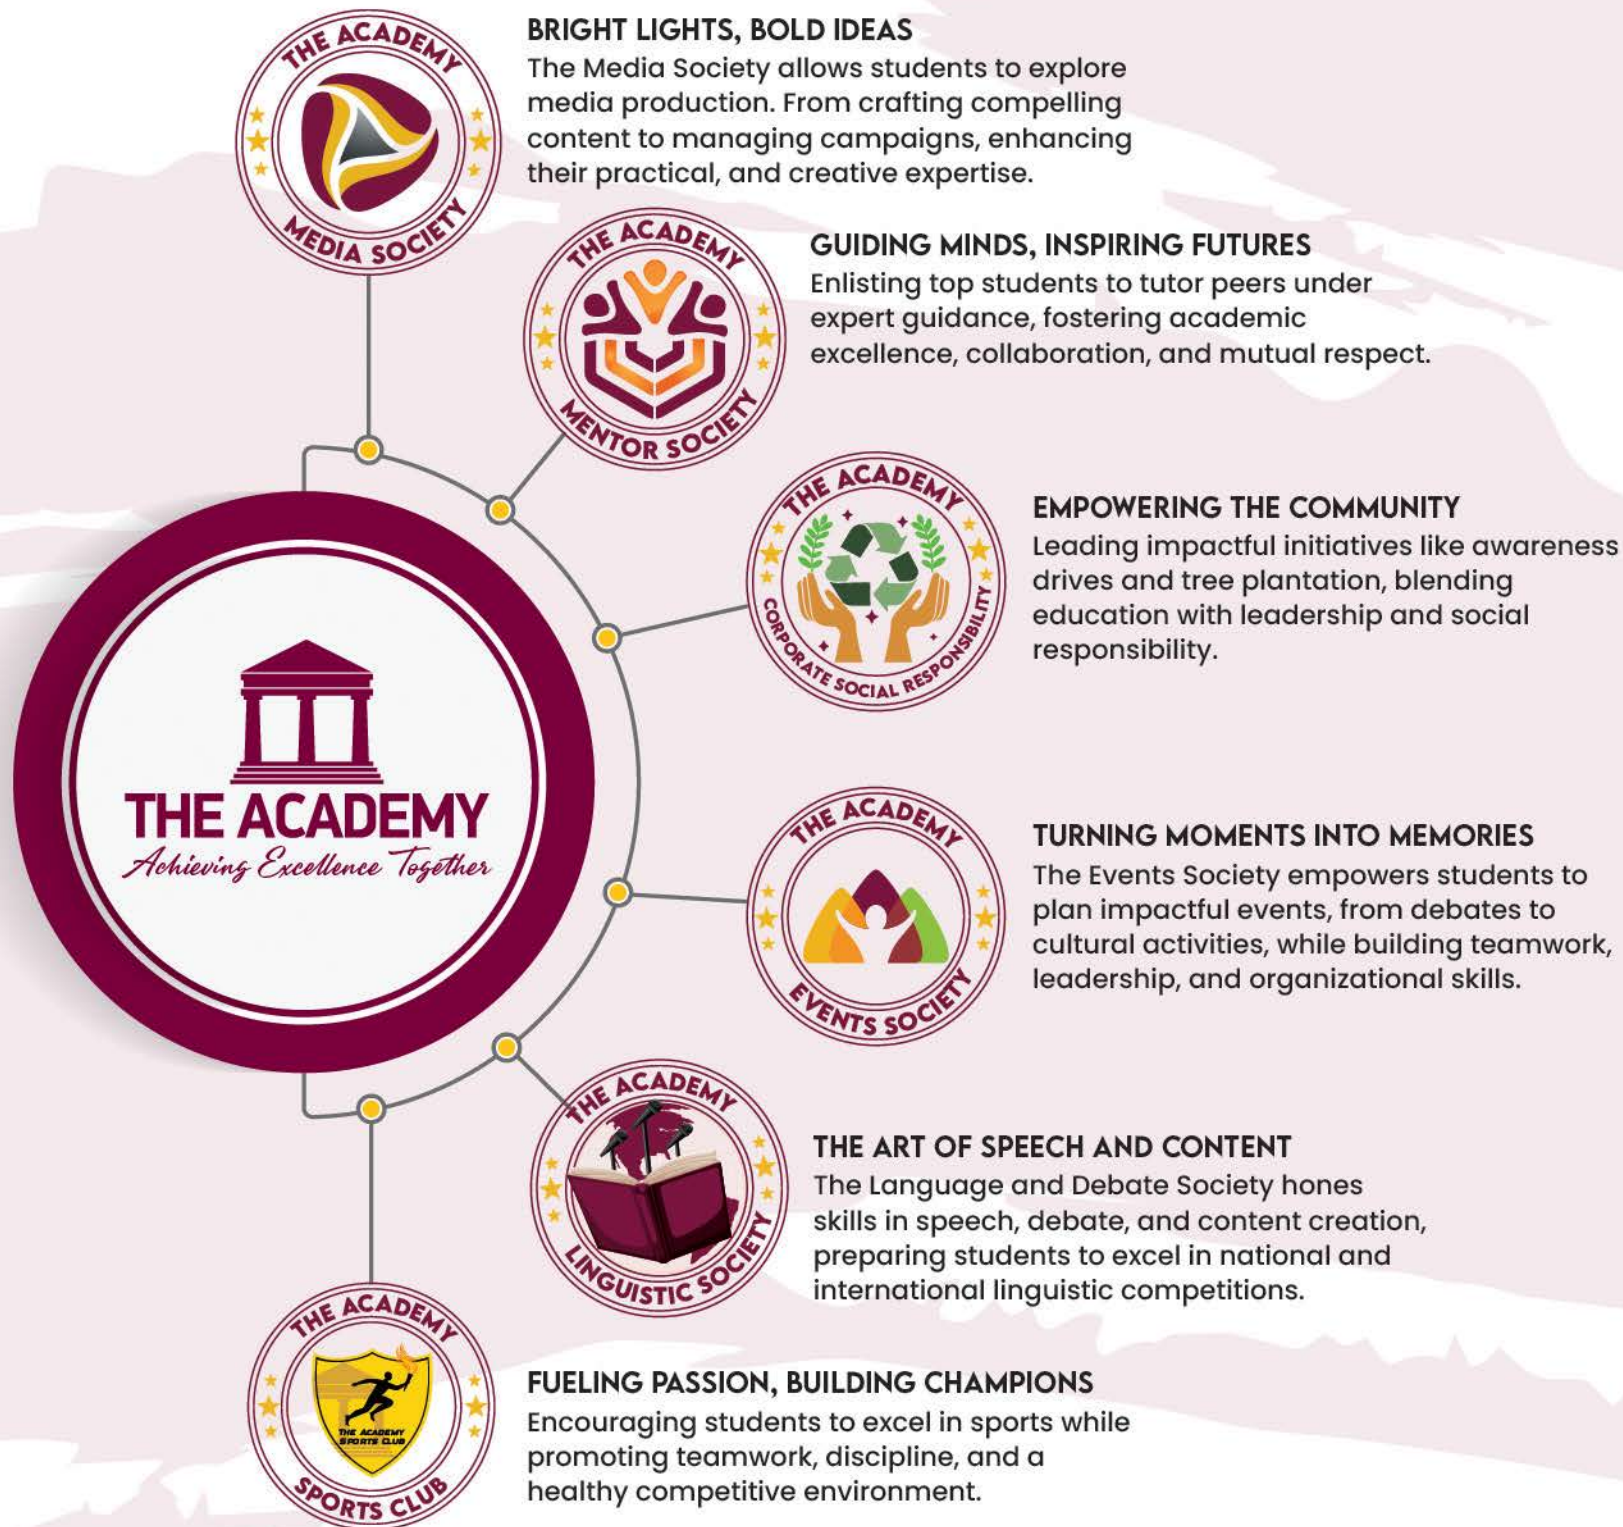 THE ACADEMY
MEDIA SOCIETY
BRIGHT LIGHTS, BOLD IDEAS
The Media Society allows students to explore
media production. From crafting compelling
content to managing campaigns, enhancing
their practical, and creative expertise.
THE ACADEMY
MENTOR SOCIETY
GUIDING MINDS, INSPIRING FUTURES
Enlisting top students to tutor peers under
expert guidance, fostering academic
excellence, collaboration, and mutual respect.
THE ACADEMY
CORPORATE SOCIAL RESPONSIBILITY
EMPOWERING THE COMMUNITY
Leading impactful initiatives like awareness
drives and tree plantation, blending
education with leadership and social
responsibility.
THE ACADEMY
Achieving Excellence Together
THE ACADEMY
EVENTS SOCIETY
TURNING MOMENTS INTO MEMORIES
The Events Society empowers students to
plan impactful events, from debates to
cultural activities, while building teamwork,
leadership, and organizational skills.
THE ACADEMY
LINGUISTIC SOCIETY
THE ART OF SPEECH AND CONTENT
The Language and Debate Society hones
skills in speech, debate, and content creation,
preparing students to excel in national and
international linguistic competitions.
THE ACADEMY
THE ACADEMY
SPORTS CLUB
SPORTS CLUB
FUELING PASSION, BUILDING CHAMPIONS
Encouraging students to excel in sports while
promoting teamwork, discipline, and a
healthy competitive environment.